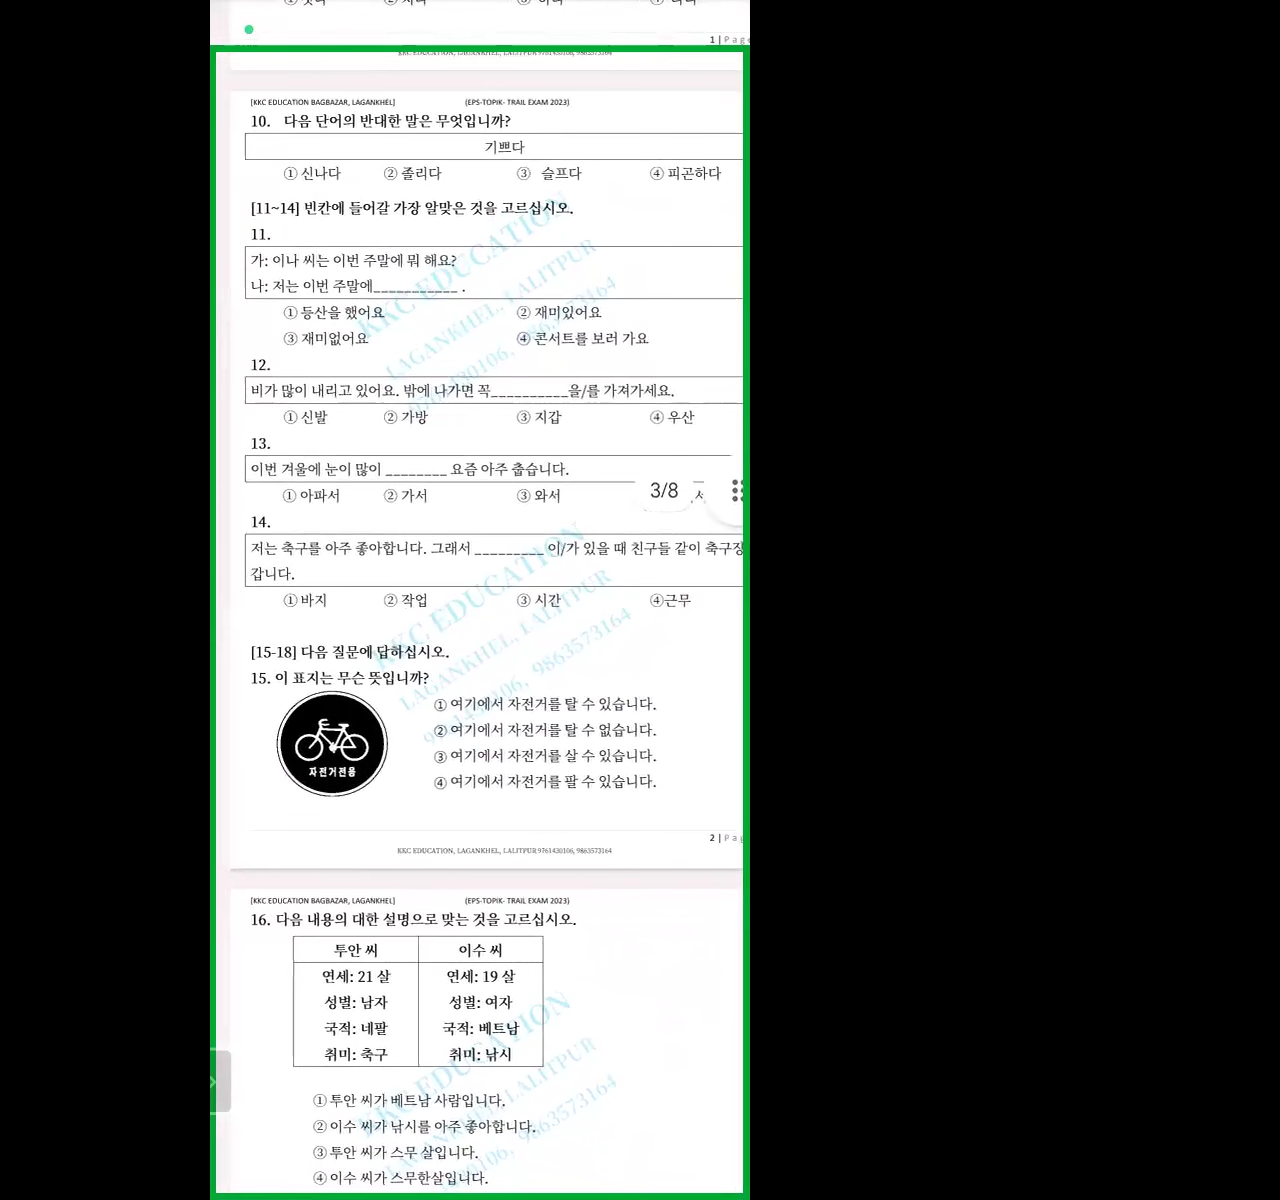 1 | Page
KKC EDUCATION, LAGANKHEL, LALITPUR 9761430106, 9863573164
[KKC EDUCATION BAGBAZAR, LAGANKHEL] (EPS-TOPIK- TRAIL EXAM 2023)
10. 다음 단어의 반대한 말은 무엇입니까?
기쁘다
① 신나다 ② 졸리다 ③ 슬프다 ④ 피곤하다
[11~14] 빈칸에 들어갈 가장 알맞은 것을 고르십시오.
11.
가: 이나 씨는 이번 주말에 뭐 해요?
나: 저는 이번 주말에___________ .
① 등산을 했어요 ② 재미있어요
③ 재미없어요 ④ 콘서트를 보러 가요
12.
비가 많이 내리고 있어요. 밖에 나가면 꼭__________을/를 가져가세요.
① 신발 ② 가방 ③ 지갑 ④ 우산
13.
이번 겨울에 눈이 많이 ________ 요즘 아주 춥습니다.
① 아파서 ② 가서 ③ 와서
3/8
14.
저는 축구를 아주 좋아합니다. 그래서 _________ 이/가 있을 때 친구들 같이 축구장
갑니다.
① 바지 ② 작업 ③ 시간 ④근무
[15-18] 다음 질문에 답하십시오.
15. 이 표지는 무슨 뜻입니까?
자전거전용
① 여기에서 자전거를 탈 수 있습니다.
② 여기에서 자전거를 탈 수 없습니다.
③ 여기에서 자전거를 살 수 있습니다.
④ 여기에서 자전거를 팔 수 있습니다.
2 | Pag
KKC EDUCATION, LAGANKHEL, LALITPUR 9761430106, 9863573164
[KKC EDUCATION BAGBAZAR, LAGANKHEL] (EPS-TOPIK- TRAIL EXAM 2023)
16. 다음 내용의 대한 설명으로 맞는 것을 고르십시오.
투안 씨 이수 씨
연세: 21 살 연세: 19 살
성별: 남자 성별: 여자
국적: 네팔 국적: 베트남
취미: 축구 취미: 낚시
① 투안 씨가 베트남 사람입니다.
② 이수 씨가 낚시를 아주 좋아합니다.
③ 투안 씨가 스무 살입니다.
④ 이수 씨가 스무한살입니다.